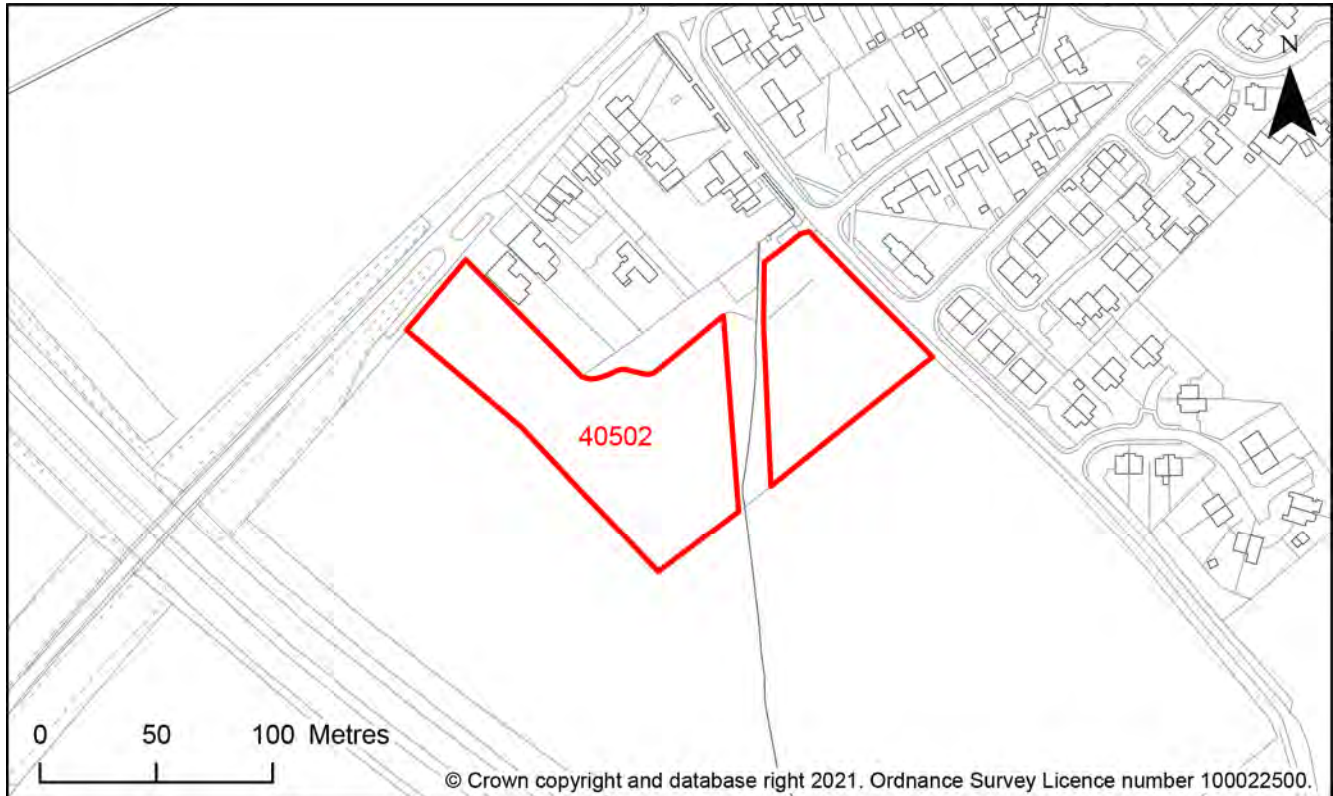 N
40502
0 50 100 Metres
© Crown copyright and database right 2021. Ordnance Survey Licence number 100022500.